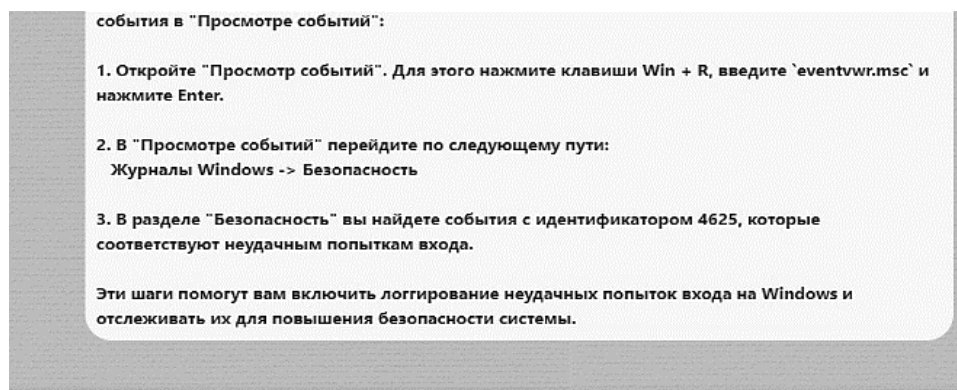 события в "Просмотре событий":
1. Откройте "Просмотр событий". Для этого нажмите клавиши Win + R, введите `eventvwr.msc` и
нажмите Enter.
2. В "Просмотре событий" перейдите по следующему пути:
Журналы Windows -> Безопасность
3. В разделе "Безопасность" вы найдете события с идентификатором 4625, которые
соответствуют неудачным попыткам входа.
Эти шаги помогут вам включить логгирование неудачных попыток входа на Windows и
отслеживать их для повышения безопасности системы.